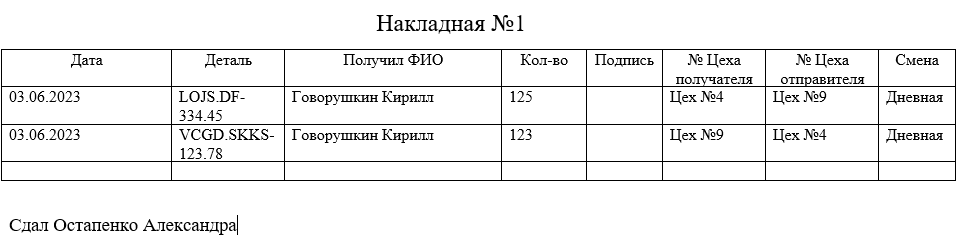 Накладная №1
Дата Деталь Получил ФИО Кол-во Подпись № Цеха получателя № Цеха отправителя Смена
03.06.2023 LOJS.DF-334.45 Говорушкин Кирилл 125 Цех №4 Цех №9 Дневная
03.06.2023 VCGD.SKKS-123.78 Говорушкин Кирилл 123 Цех №9 Цех №4 Дневная
Сдал Остапенко Александра